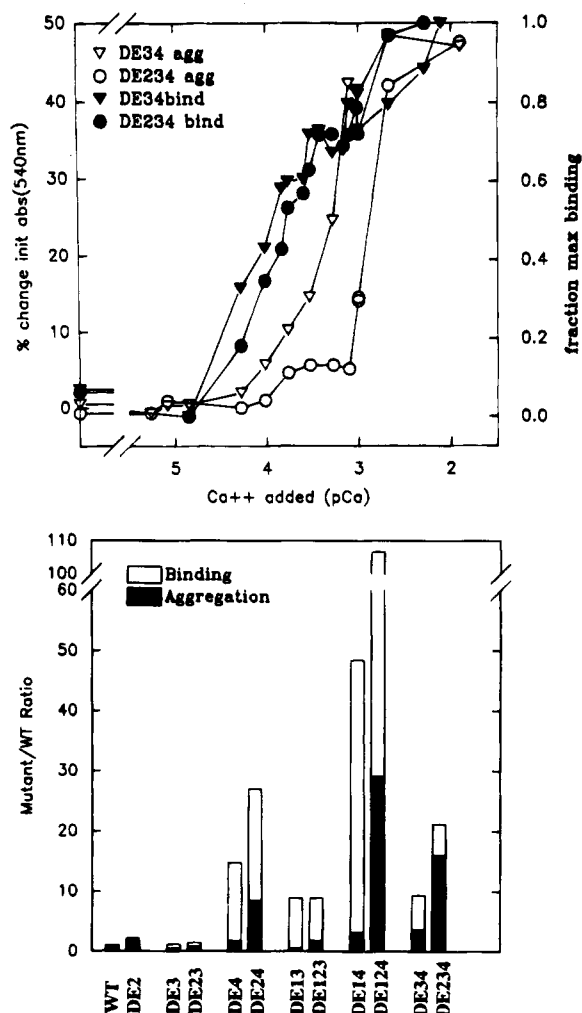 50
40
30
20
10
0
% change init abs(540nm)
▽ DE34 agg
○ DE234 agg
▼ DE34bind
● DE234 bind
1.0
0.8
0.6
0.4
0.2
0.0
fraction max binding
5 4 3 2
Ca++ added (pCa)
110
100
60
50
40
30
20
10
0
Mutant/WT Ratio
Binding
Aggregation
WT
DE2
DE3
DE23
DE4
DE24
DE13
DE123
DE14
DE124
DE34
DE234